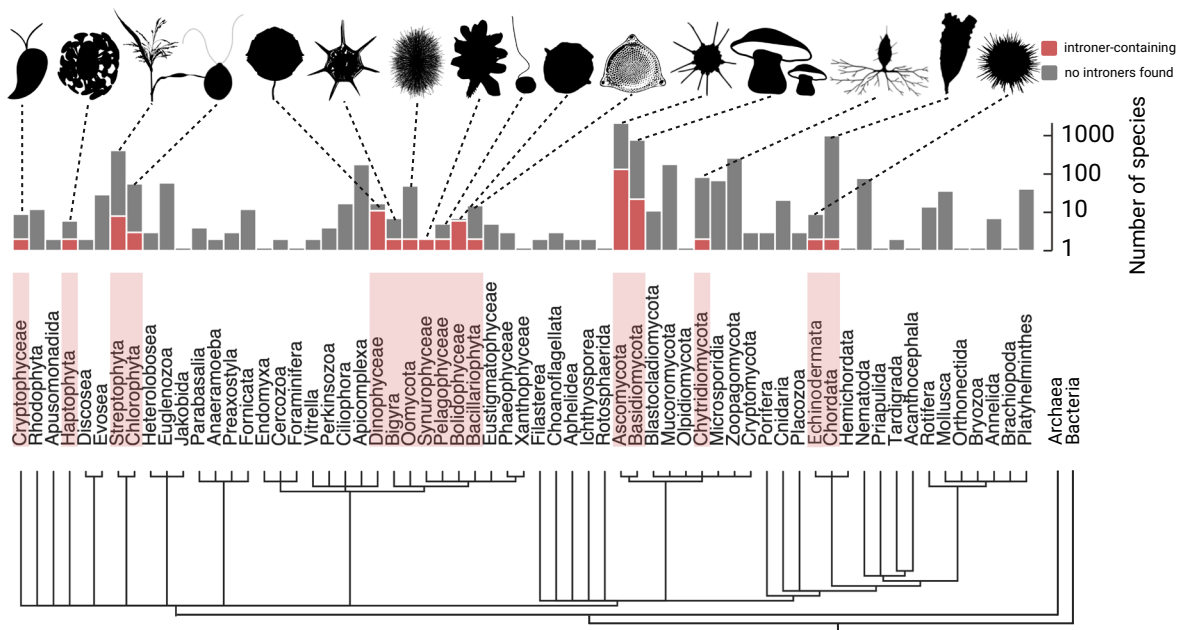 introner-containing
no introners found
1000
100
10
1
Number of species
Cryptophyceae
Rhodophyta
Apusomonadida
Haptophyta
Discosea
Evosea
Streptophyta
Chlorophyta
Heterolobosea
Euglenozoa
Jakobida
Parabasalia
Anaeramoeba
Preaxostyla
Fornicata
Endomyxa
Cercozoa
Foraminifera
Vitrella
Perkinsozoa
Ciliophora
Apicomplexa
Dinophyceae
Bigyra
Oomycota
Synurophyceae
Pelagophyceae
Bolidophyceae
Bacillariophyta
Eustigmatophyceae
Phaeophyceae
Xanthophyceae
Filasterea
Choanoflagellata
Aphelidea
Ichthyosporea
Rotosphaerida
Ascomycota
Basidiomycota
Blastocladiomycota
Mucoromycota
Olpidiomycota
Chytridiomycota
Microsporidia
Zoopagomycota
Cryptomycota
Porifera
Cnidaria
Placozoa
Echinodermata
Chordata
Hemichordata
Nematoda
Priapulida
Tardigrada
Acanthocephala
Rotifera
Mollusca
Orthonectida
Bryozoa
Annelida
Brachiopoda
Platyhelminthes
Archaea
Bacteria